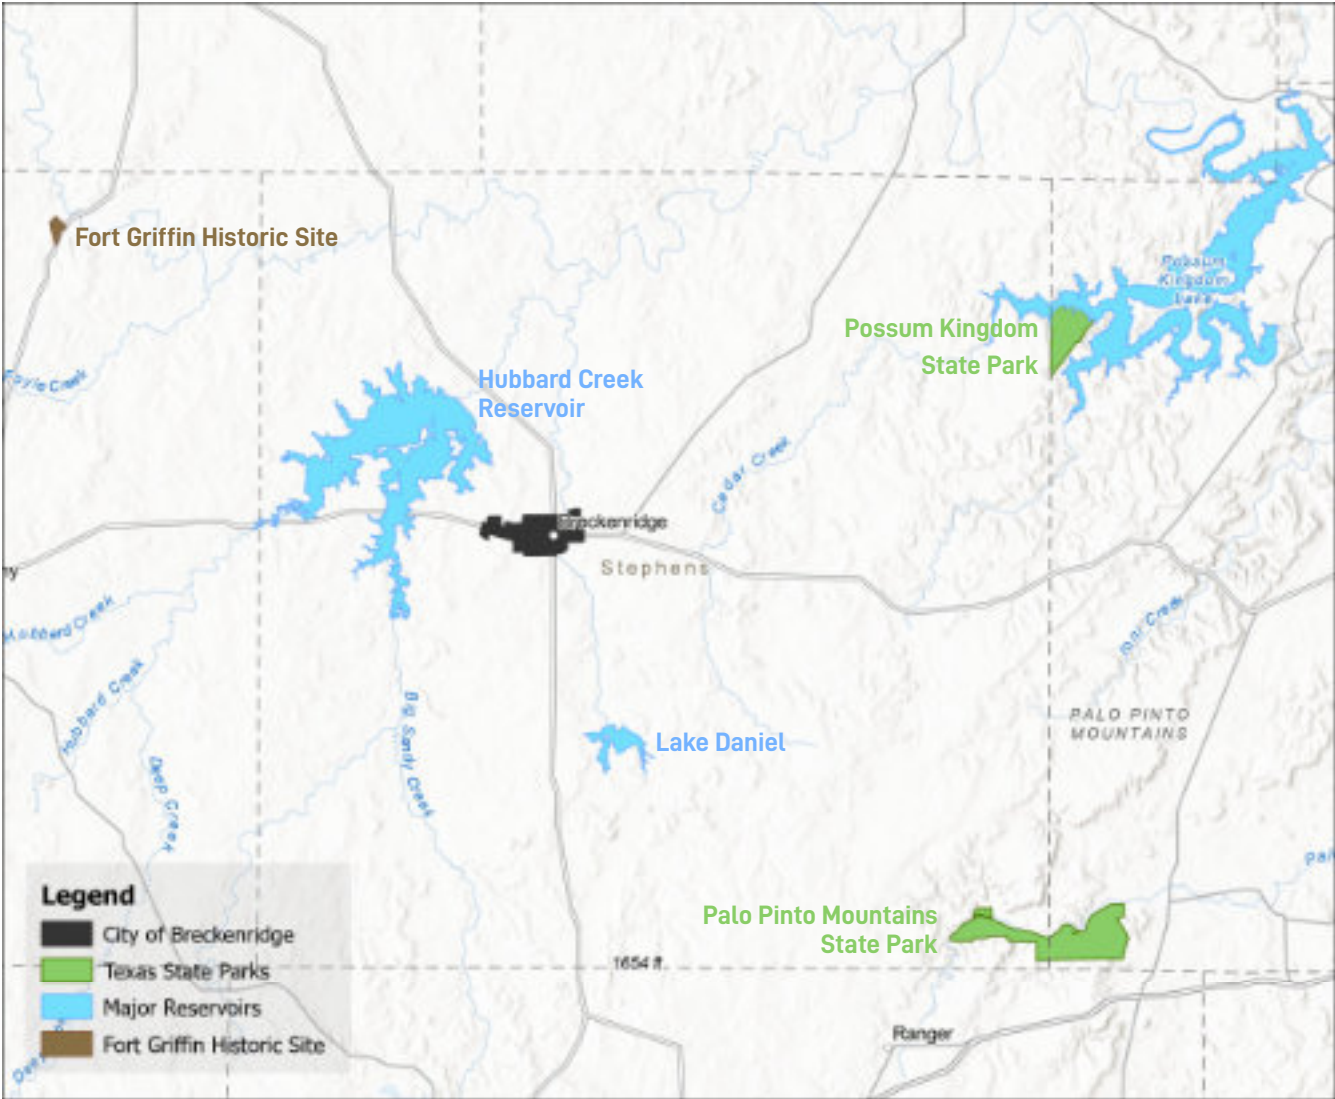 Fort Griffin Historic Site
Possum
Kingdom
Lake
Possum Kingdom
State Park
Hubbard Creek
Reservoir
Cedar Creek
Breckenridge
Stephens
Hubbard Creek
Ioni Creek
Hubbard Creek
Big Sandy Creek
PALO PINTO
MOUNTAINS
Lake Daniel
Deep Creek
Palo Pinto Mountains
State Park
1654 ft
Ranger
Legend
City of Breckenridge
Texas State Parks
Major Reservoirs
Fort Griffin Historic Site